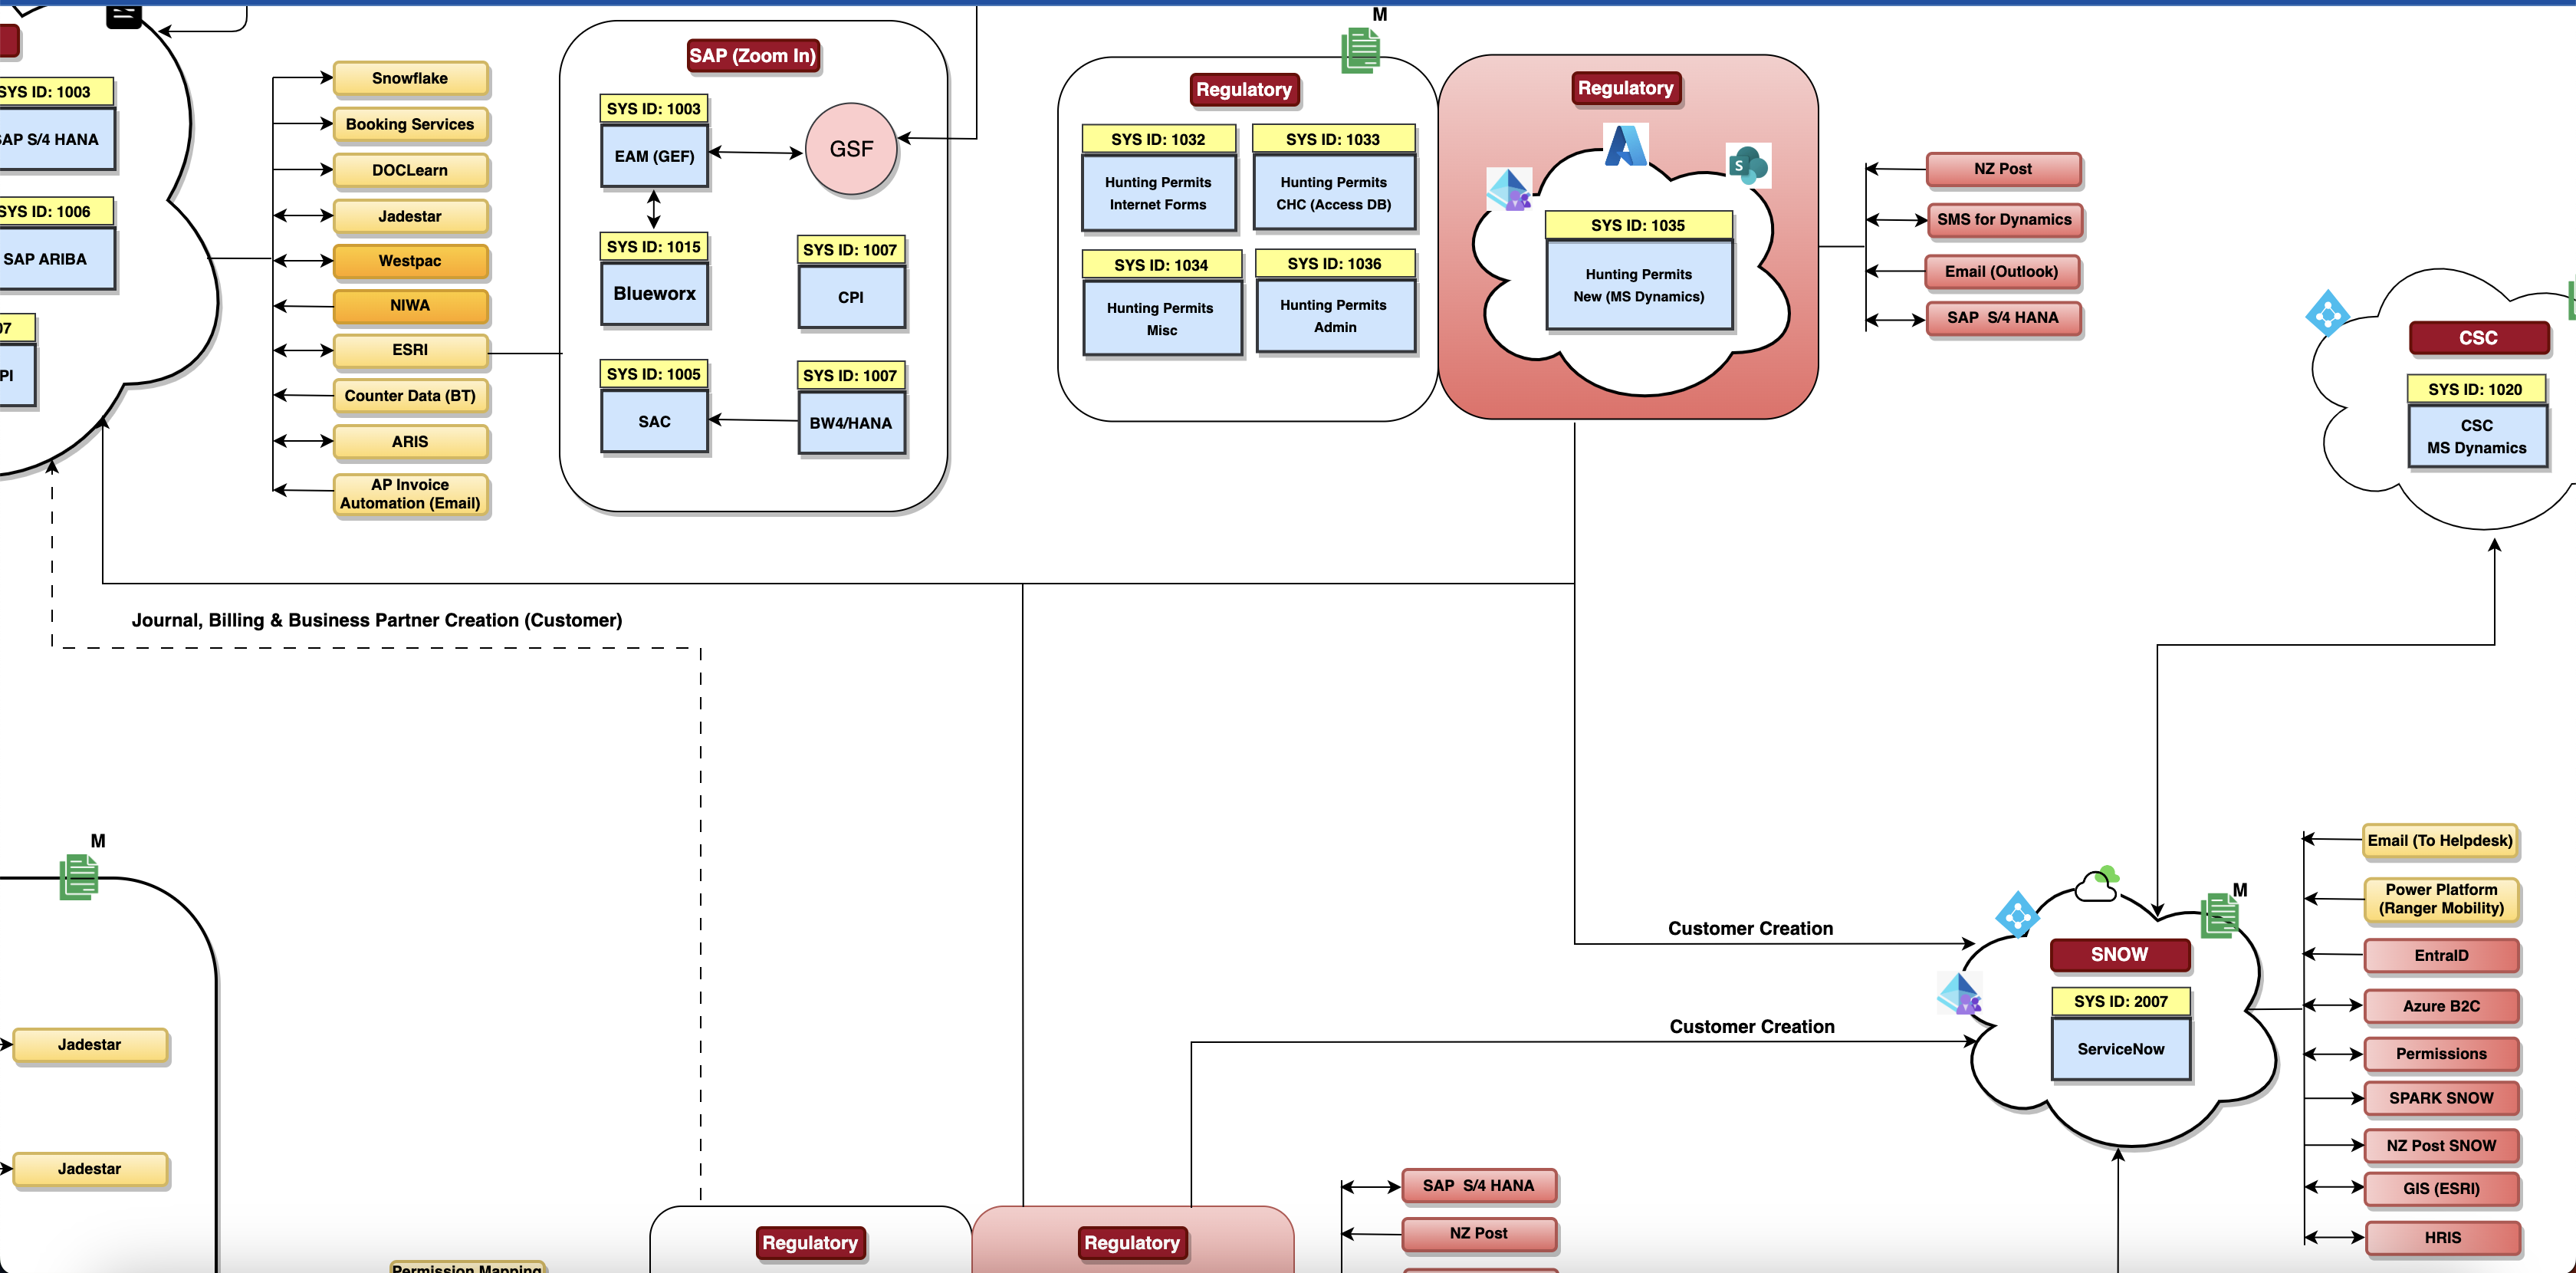 SYS ID: 1003
SAP S/4 HANA
SYS ID: 1006
SAP ARIBA
07
PI
Snowflake
Booking Services
DOCLearn
Jadestar
Westpac
NIWA
ESRI
Counter Data (BT)
ARIS
AP Invoice
Automation (Email)
SAP (Zoom In)
SYS ID: 1003
EAM (GEF)
GSF
SYS ID: 1015
Blueworx
SYS ID: 1007
CPI
SYS ID: 1005
SAC
SYS ID: 1007
BW4/HANA
M
Regulatory
SYS ID: 1032
Hunting Permits
Internet Forms
SYS ID: 1033
Hunting Permits
CHC (Access DB)
SYS ID: 1034
Hunting Permits
Misc
SYS ID: 1036
Hunting Permits
Admin
Regulatory
S
SYS ID: 1035
Hunting Permits
New (MS Dynamics)
NZ Post
SMS for Dynamics
Email (Outlook)
SAP S/4 HANA
CSC
SYS ID: 1020
CSC
MS Dynamics
Journal, Billing & Business Partner Creation (Customer)
M
Jadestar
Jadestar
Permission Mapping
Customer Creation
Customer Creation
M
SNOW
SYS ID: 2007
ServiceNow
Email (To Helpdesk)
Power Platform
(Ranger Mobility)
EntraID
Azure B2C
Permissions
SPARK SNOW
NZ Post SNOW
GIS (ESRI)
HRIS
Regulatory
Regulatory
SAP S/4 HANA
NZ Post